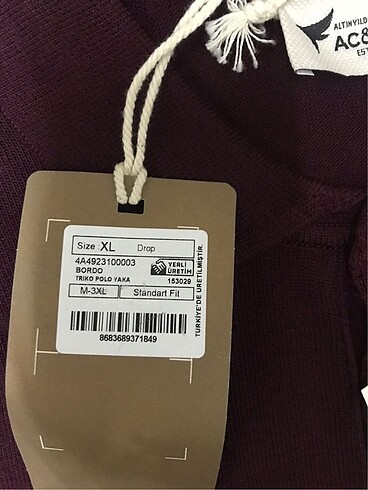 ALTINYILD
AC&
EST
Size XL Drop
4A4923100003
BORDO
TRIKO POLO YAKA
YERLİ
ÜRETİM
153029
M-3XL Standart Fit
8683689371849
TÜRKİYE'DE ÜRETİLMİŞTİR.